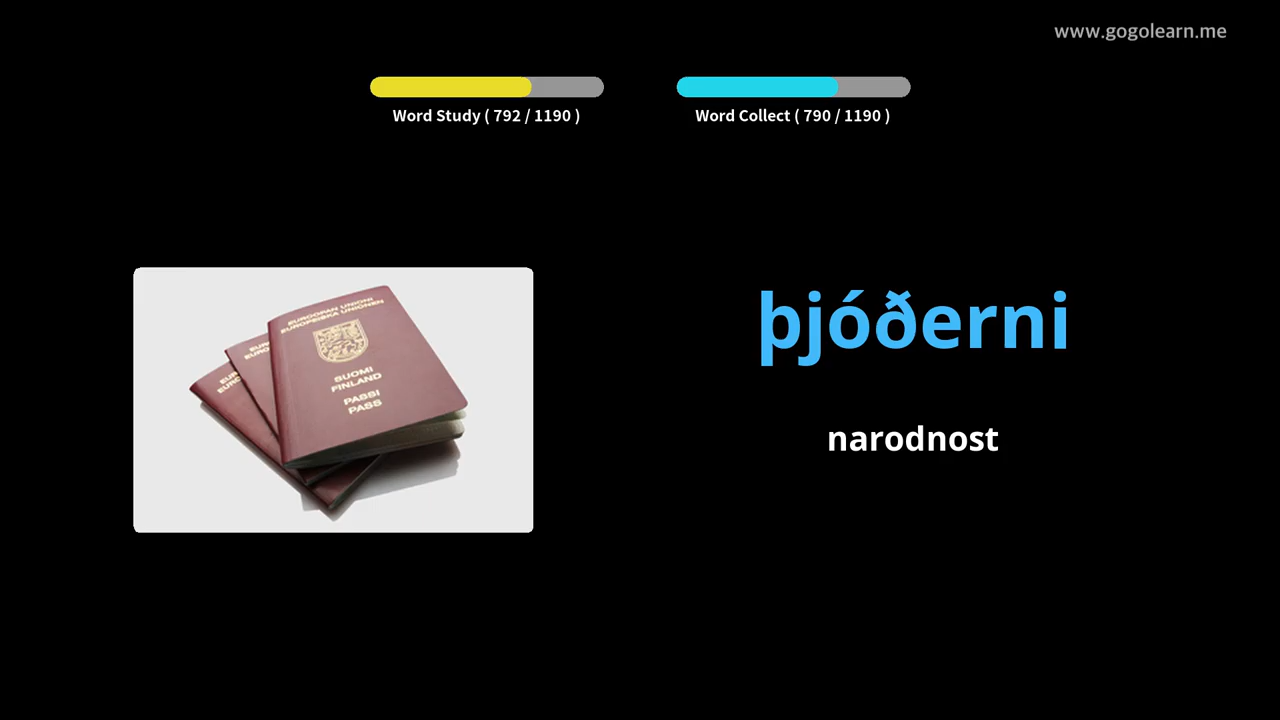 www.gogolearn.me
Word Study ( 792 / 1190 )
Word Collect ( 790 / 1190 )
EUROOPAN UNIONI
EUROPEISKA UNIONEN
SUOMI
FINLAND
PASSI
PASS
þjóðerni
narodnost